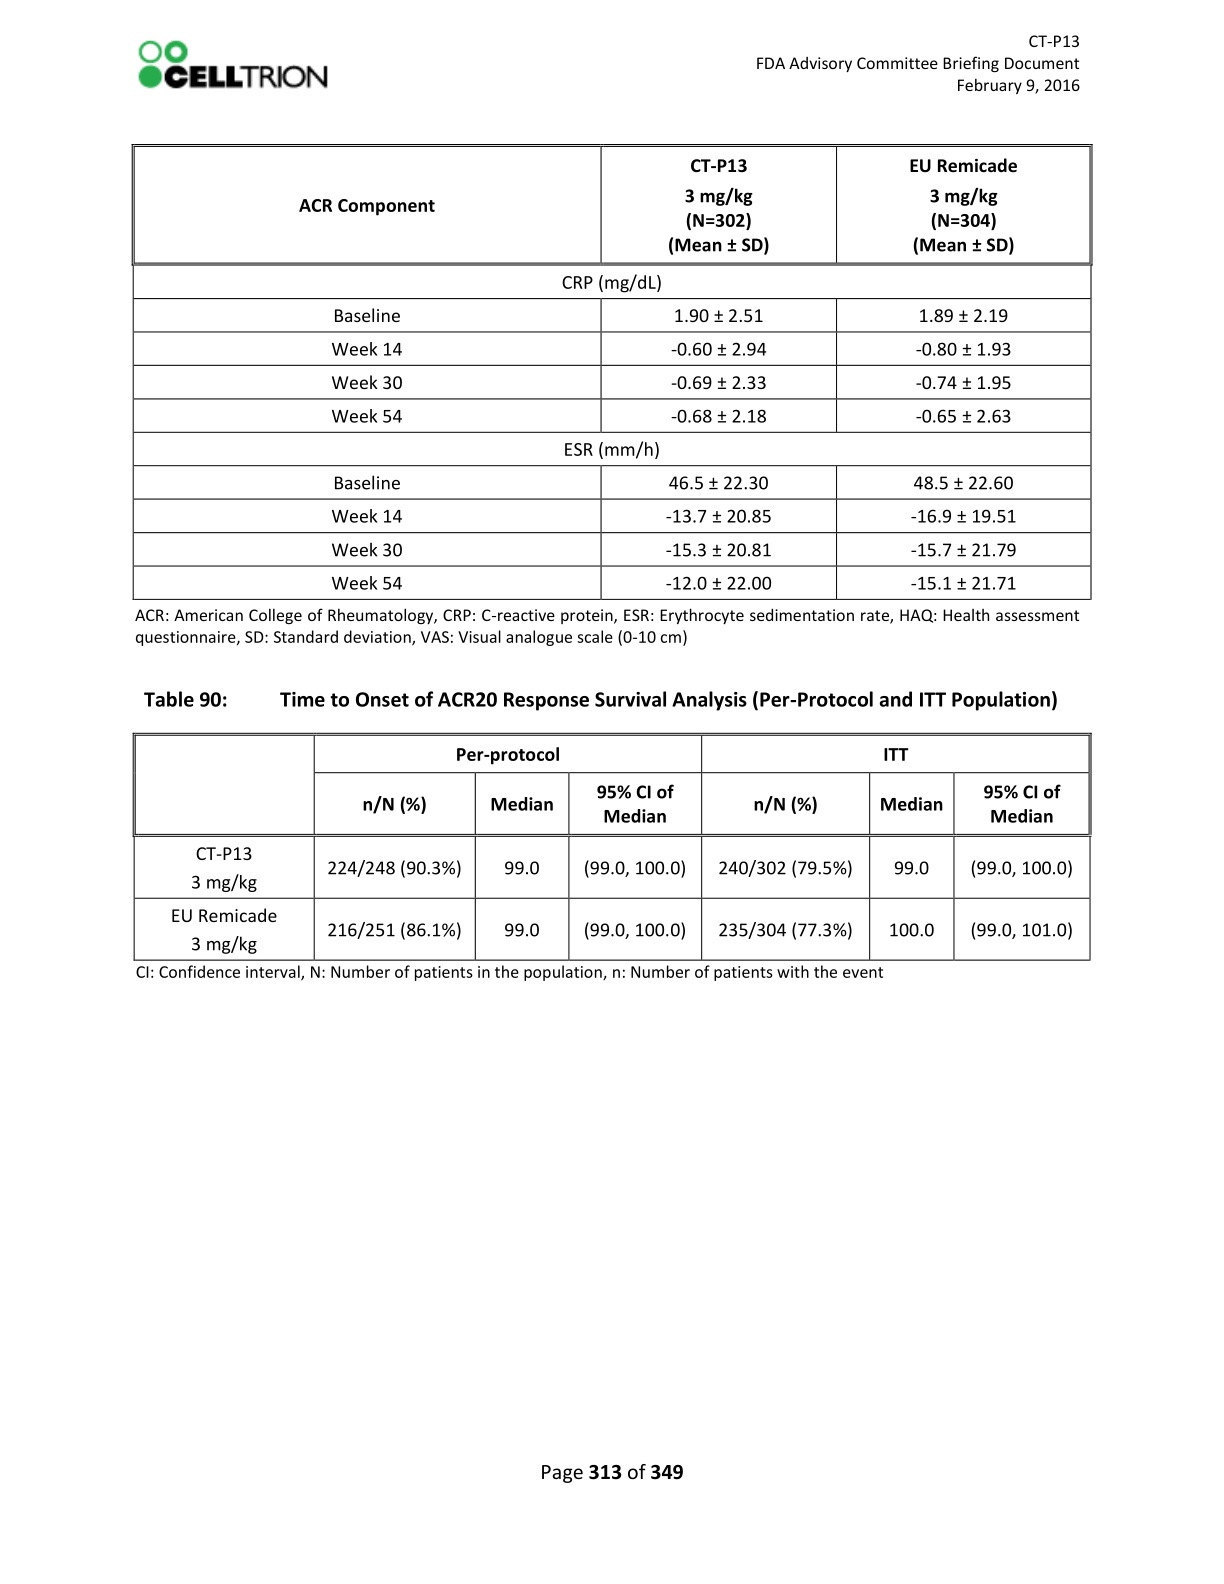 CELLTRION
CT-P13
FDA Advisory Committee Briefing Document
February 9, 2016
ACR Component
CT-P13
3 mg/kg
(N=302)
(Mean ± SD)
EU Remicade
3 mg/kg
(N=304)
(Mean ± SD)
CRP (mg/dL)
Baseline 1.90 ± 2.51 1.89 ± 2.19
Week 14 -0.60 ± 2.94 -0.80 ± 1.93
Week 30 -0.69 ± 2.33 -0.74 ± 1.95
Week 54 -0.68 ± 2.18 -0.65 ± 2.63
ESR (mm/h)
Baseline 46.5 ± 22.30 48.5 ± 22.60
Week 14 -13.7 ± 20.85 -16.9 ± 19.51
Week 30 -15.3 ± 20.81 -15.7 ± 21.79
Week 54 -12.0 ± 22.00 -15.1 ± 21.71
ACR: American College of Rheumatology, CRP: C-reactive protein, ESR: Erythrocyte sedimentation rate, HAQ: Health assessment
questionnaire, SD: Standard deviation, VAS: Visual analogue scale (0-10 cm)
Table 90: Time to Onset of ACR20 Response Survival Analysis (Per-Protocol and ITT Population)
Per-protocol ITT
n/N (%) Median 95% CI of Median n/N (%) Median 95% CI of Median
CT-P13
3 mg/kg
224/248 (90.3%) 99.0 (99.0, 100.0) 240/302 (79.5%) 99.0 (99.0, 100.0)
EU Remicade
3 mg/kg
216/251 (86.1%) 99.0 (99.0, 100.0) 235/304 (77.3%) 100.0 (99.0, 101.0)
CI: Confidence interval, N: Number of patients in the population, n: Number of patients with the event
Page 313 of 349